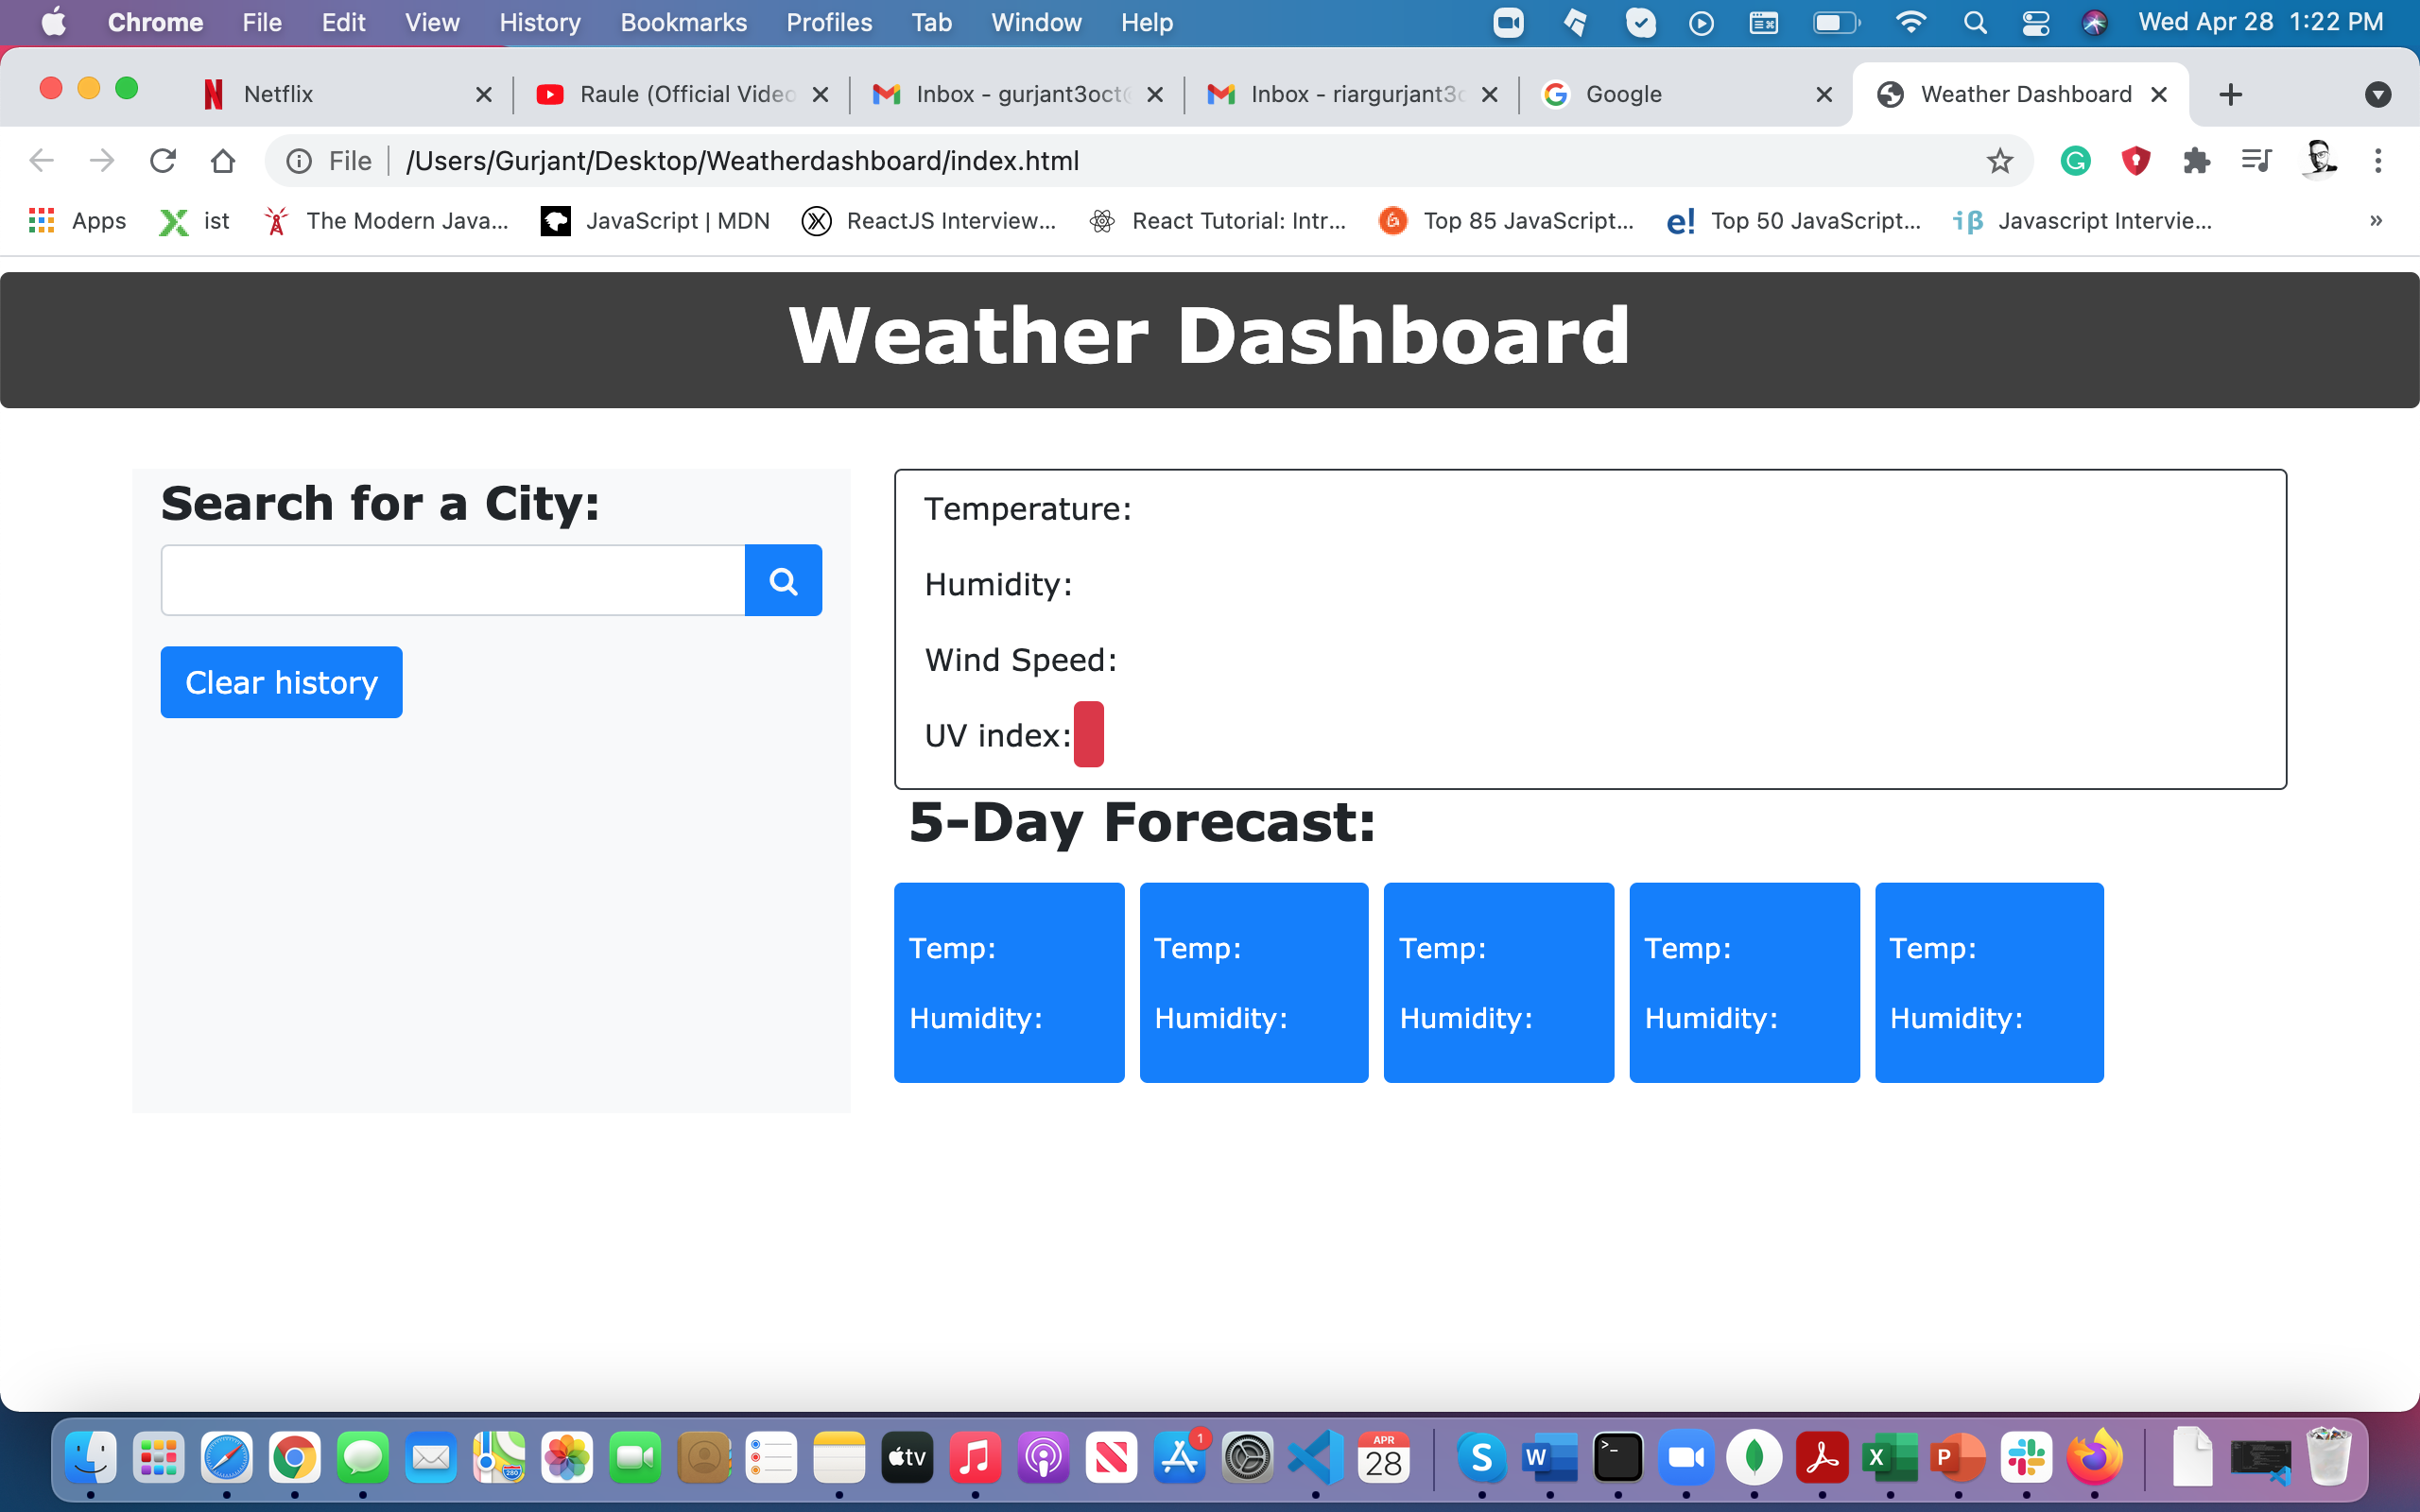 Chrome File Edit View History Bookmarks Profiles Tab Window Help Wed Apr 28 1:22 PM
Netflix Raule (Official Video Inbox - gurjant3oct Inbox - riargurjant3 Google Weather Dashboard
File /Users/Gurjant/Desktop/Weatherdashboard/index.html
Apps ist The Modern Java... JavaScript | MDN ReactJS Interview... React Tutorial: Intr... Top 85 JavaScript... e! Top 50 JavaScript... iβ Javascript Intervie... »
Weather Dashboard
Search for a City:
Clear history
Temperature:
Humidity:
Wind Speed:
UV index:
5-Day Forecast:
Temp: Temp: Temp: Temp: Temp:
Humidity: Humidity: Humidity: Humidity: Humidity:
280 tv 1 APR 28 S W >_ X P